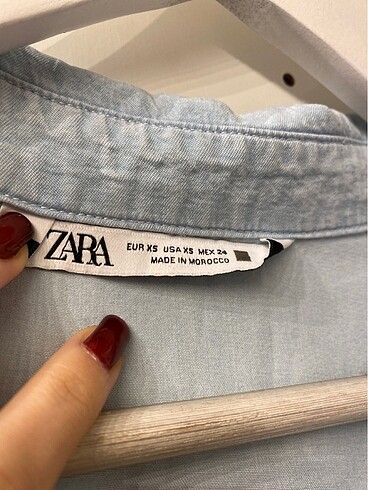 ZARA
EUR XS USA XS MEX 24
MADE IN MOROCCO